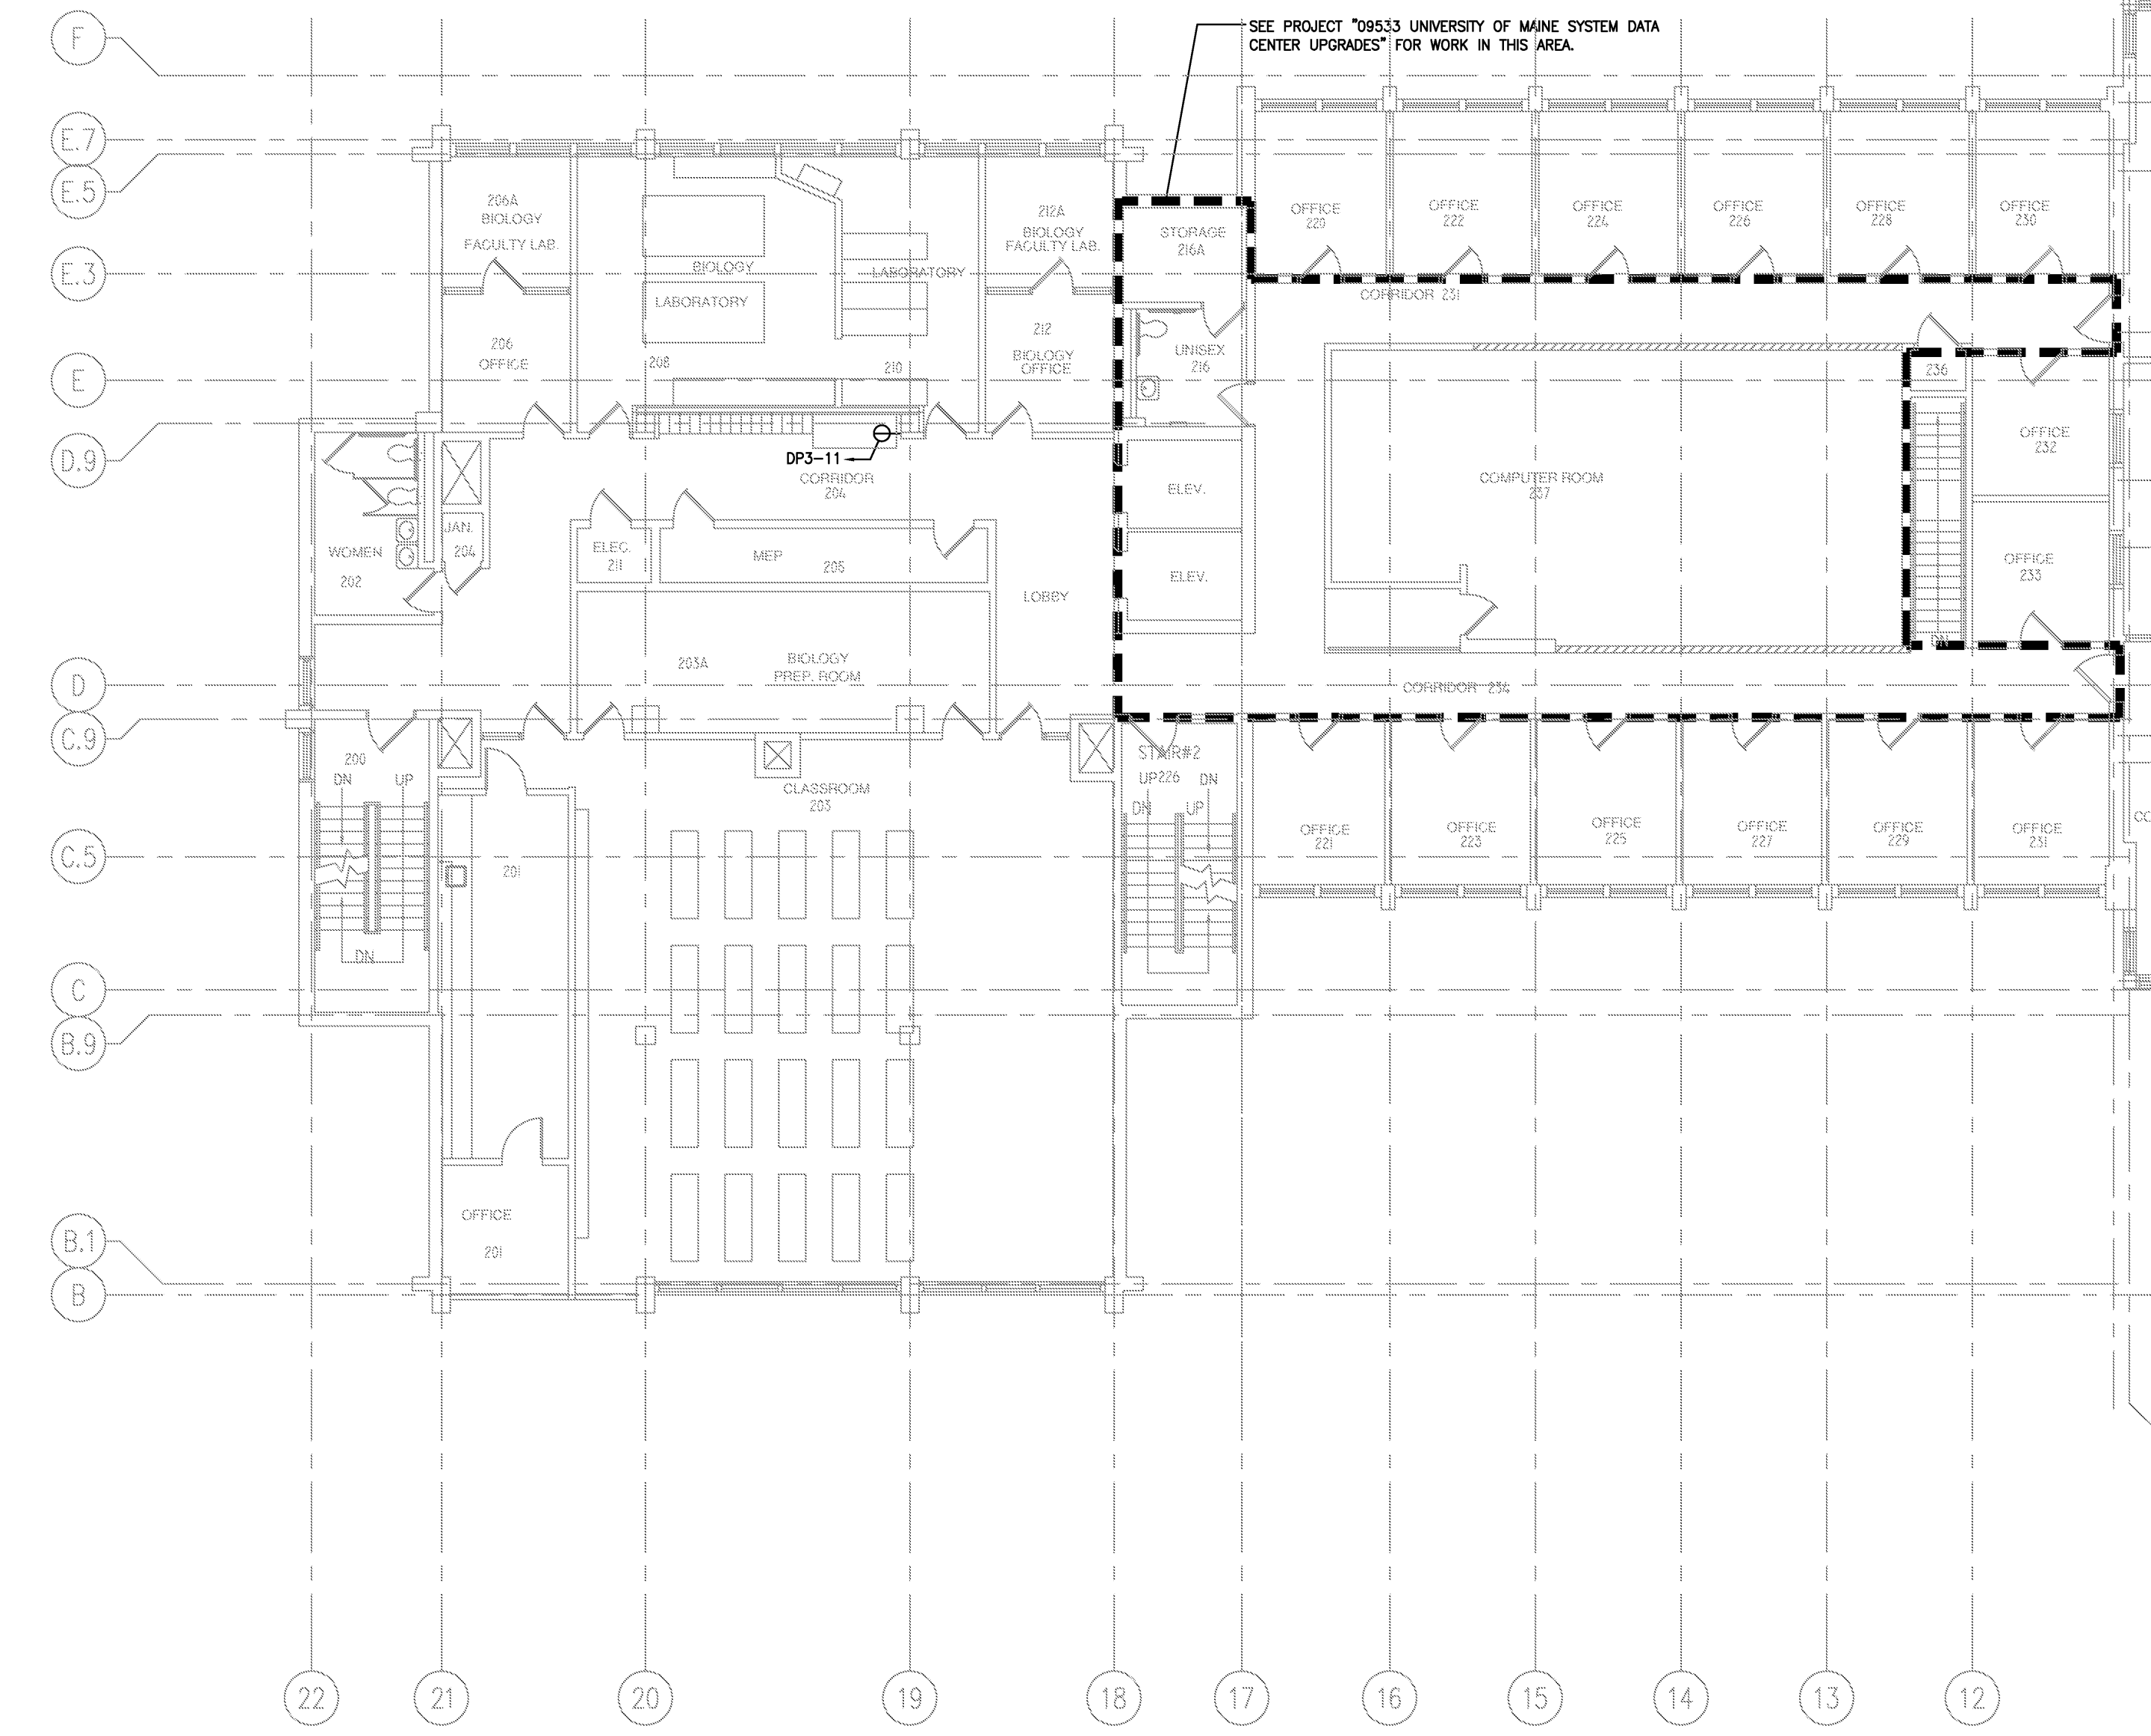 SEE PROJECT "09533 UNIVERSITY OF MAINE SYSTEM DATA
CENTER UPGRADES" FOR WORK IN THIS AREA.
F
E.7
E.5
E.3
E
D.9
D
C.9
C.5
C
B.9
B.1
B
206A
BIOLOGY
FACULTY LAB.
206
OFFICE
BIOLOGY
LABORATORY
208
LABORATORY
210
212A
BIOLOGY
FACULTY LAB.
212
BIOLOGY
OFFICE
STORAGE
216A
UNISEX
216
OFFICE
220
OFFICE
222
OFFICE
224
OFFICE
226
OFFICE
228
OFFICE
230
CORRIDOR 231
236
OFFICE
232
OFFICE
233
COMPUTER ROOM
237
DN
DP3-11
CORRIDOR
204
WOMEN
202
JAN.
204
ELEC.
211
MEP
205
LOBBY
ELEV.
ELEV.
203A
BIOLOGY
PREP. ROOM
CORRIDOR 234
200
DN
UP
DN
201
CLASSROOM
203
STAIR#2
UP
226
DN
DN
UP
OFFICE
221
OFFICE
223
OFFICE
225
OFFICE
227
OFFICE
229
OFFICE
231
CO
OFFICE
201
22
21
20
19
18
17
16
15
14
13
12